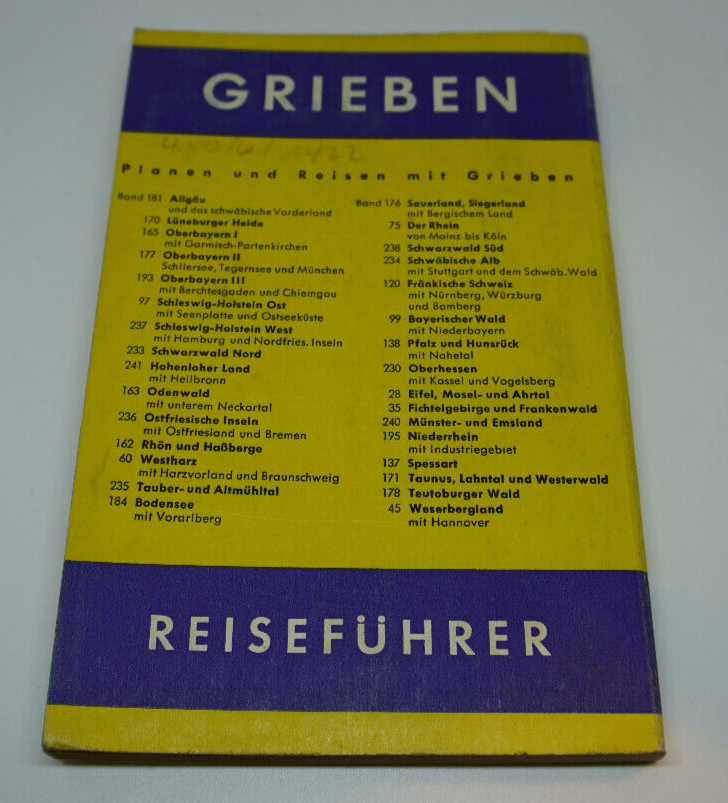 GRIEBEN
Planen und Reisen mit Grieben
Band 181 Allgäu
und das schwäbische Vorderland
170 Lüneburger Heide
165 Oberbayern I
mit Garmisch-Partenkirchen
177 Oberbayern II
Schliersee, Tegernsee und München
193 Oberbayern III
mit Berchtesgaden und Chiemgau
97 Schleswig-Holstein Ost
mit Seenplatte und Ostseeküste
237 Schleswig-Holstein West
mit Hamburg und Nordfries. Inseln
233 Schwarzwald Nord
241 Hohenloher Land
mit Heilbronn
163 Odenwald
mit unterem Neckartal
236 Ostfriesische Inseln
mit Ostfriesland und Bremen
162 Rhön und Haßberge
60 Westharz
mit Harzvorland und Braunschweig
235 Tauber- und Altmühltal
184 Bodensee
mit Vorarlberg
Band 176 Sauerland, Siegerland
mit Bergischem Land
75 Der Rhein
von Mainz bis Köln
238 Schwarzwald Süd
234 Schwäbische Alb
mit Stuttgart und dem Schwäb. Wald
120 Fränkische Schweiz
mit Nürnberg, Würzburg
und Bamberg
99 Bayerischer Wald
mit Niederbayern
138 Pfalz und Hunsrück
mit Nahetal
230 Oberhessen
mit Kassel und Vogelsberg
28 Eifel, Mosel- und Ahrtal
35 Fichtelgebirge und Frankenwald
240 Münster- und Emsland
195 Niederrhein
mit Industriegebiet
137 Spessart
171 Taunus, Lahntal und Westerwald
178 Teutoburger Wald
45 Weserbergland
mit Hannover
REISEFÜHRER